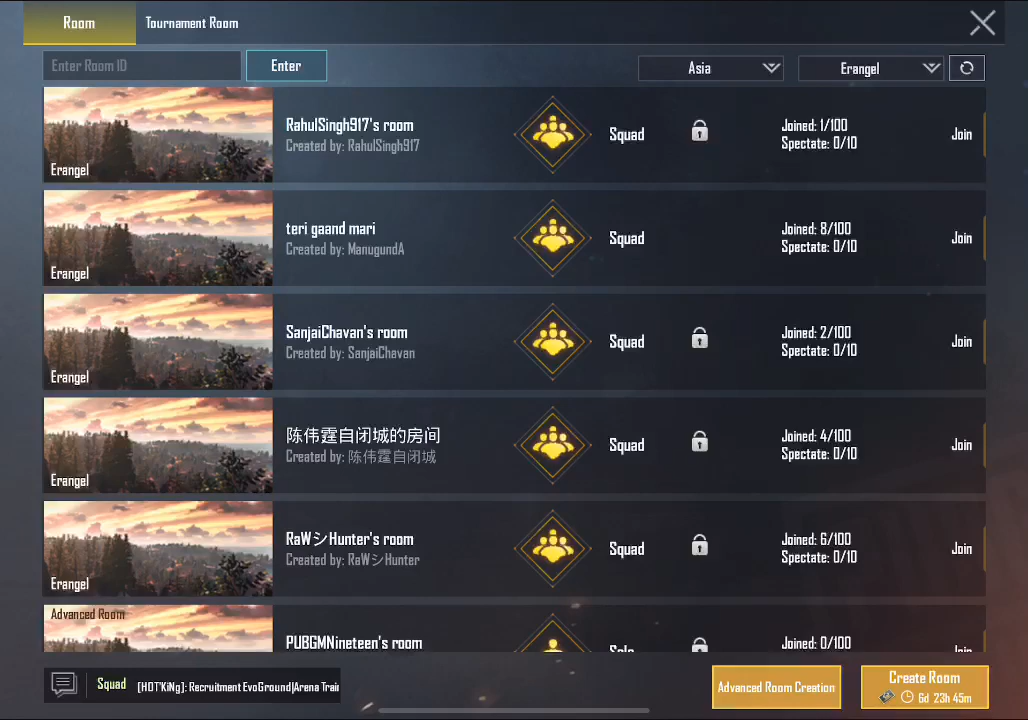 Room
Tournament Room
Enter Room ID
Enter
Asia
Erangel
RahulSingh917's room
Created by: RahulSingh917
Erangel
Squad
Joined: 1/100
Spectate: 0/10
Join
teri gaand mari
Created by: ManugundA
Erangel
Squad
Joined: 8/100
Spectate: 0/10
Join
SanjaiChavan's room
Created by: SanjaiChavan
Erangel
Squad
Joined: 2/100
Spectate: 0/10
Join
陈伟霆自闭城的房间
Created by: 陈伟霆自闭城
Erangel
Squad
Joined: 4/100
Spectate: 0/10
Join
RaWシHunter's room
Created by: RaWシHunter
Erangel
Squad
Joined: 6/100
Spectate: 0/10
Join
Advanced Room
PUBGMNineteen's room
Solo
Joined: 0/100
Join
Squad
[HOT'KiNg]: Recruitment EvoGround|Arena Trai
Advanced Room Creation
Create Room
6d 23h 45m